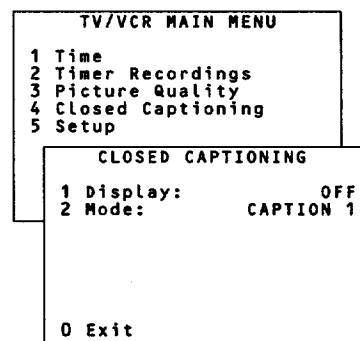 TV/VCR MAIN MENU
1 Time
2 Timer Recordings
3 Picture Quality
4 Closed Captioning
5 Setup
CLOSED CAPTIONING
1 Display: OFF
2 Mode: CAPTION 1
0 Exit